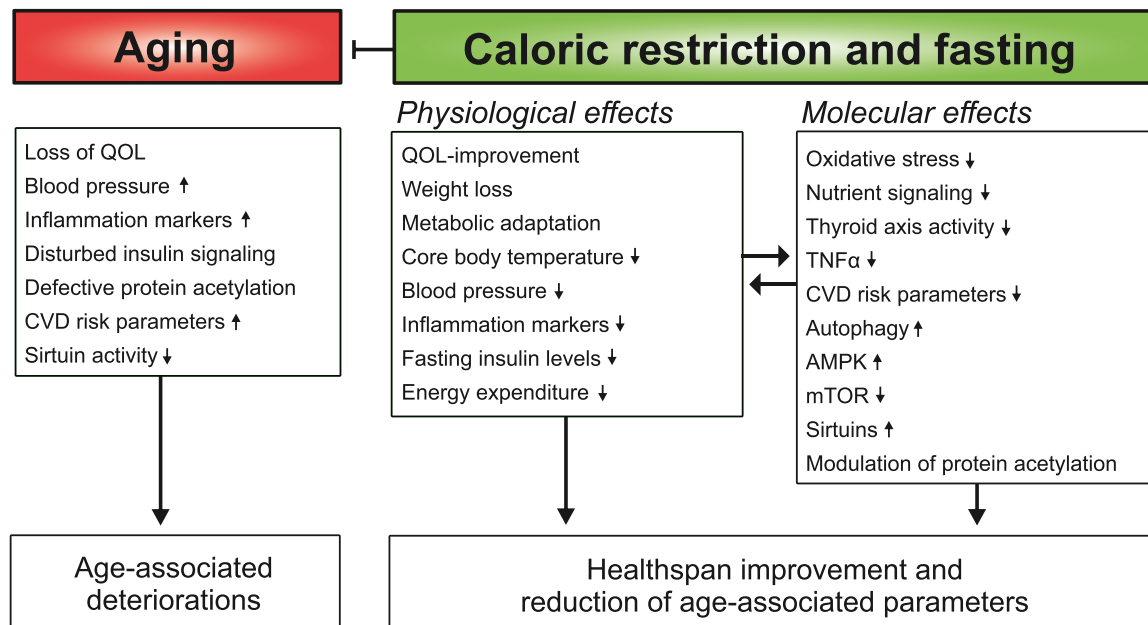 Aging
Caloric restriction and fasting
Loss of QOL
Blood pressure ↑
Inflammation markers ↑
Disturbed insulin signaling
Defective protein acetylation
CVD risk parameters ↑
Sirtuin activity ↓
Age-associated
deteriorations
Physiological effects
QOL-improvement
Weight loss
Metabolic adaptation
Core body temperature ↓
Blood pressure ↓
Inflammation markers ↓
Fasting insulin levels ↓
Energy expenditure ↓
Molecular effects
Oxidative stress ↓
Nutrient signaling ↓
Thyroid axis activity ↓
TNFα ↓
CVD risk parameters ↓
Autophagy ↑
AMPK ↑
mTOR ↓
Sirtuins ↑
Modulation of protein acetylation
Healthspan improvement and
reduction of age-associated parameters